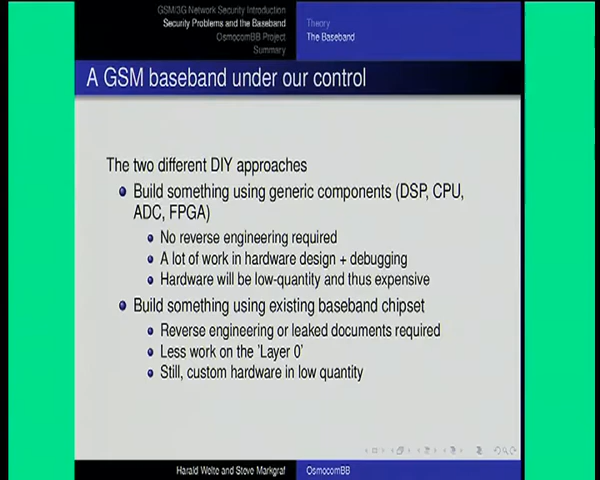 GSM/3G Network Security Introduction
Security Problems and the Baseband
OsmocomBB Project
Summary
Theory
The Baseband
A GSM baseband under our control
The two different DIY approaches
Build something using generic components (DSP, CPU,
ADC, FPGA)
No reverse engineering required
A lot of work in hardware design + debugging
Hardware will be low-quantity and thus expensive
Build something using existing baseband chipset
Reverse engineering or leaked documents required
Less work on the 'Layer 0'
Still, custom hardware in low quantity
Harald Welte and Steve Markgraf
OsmocomBB